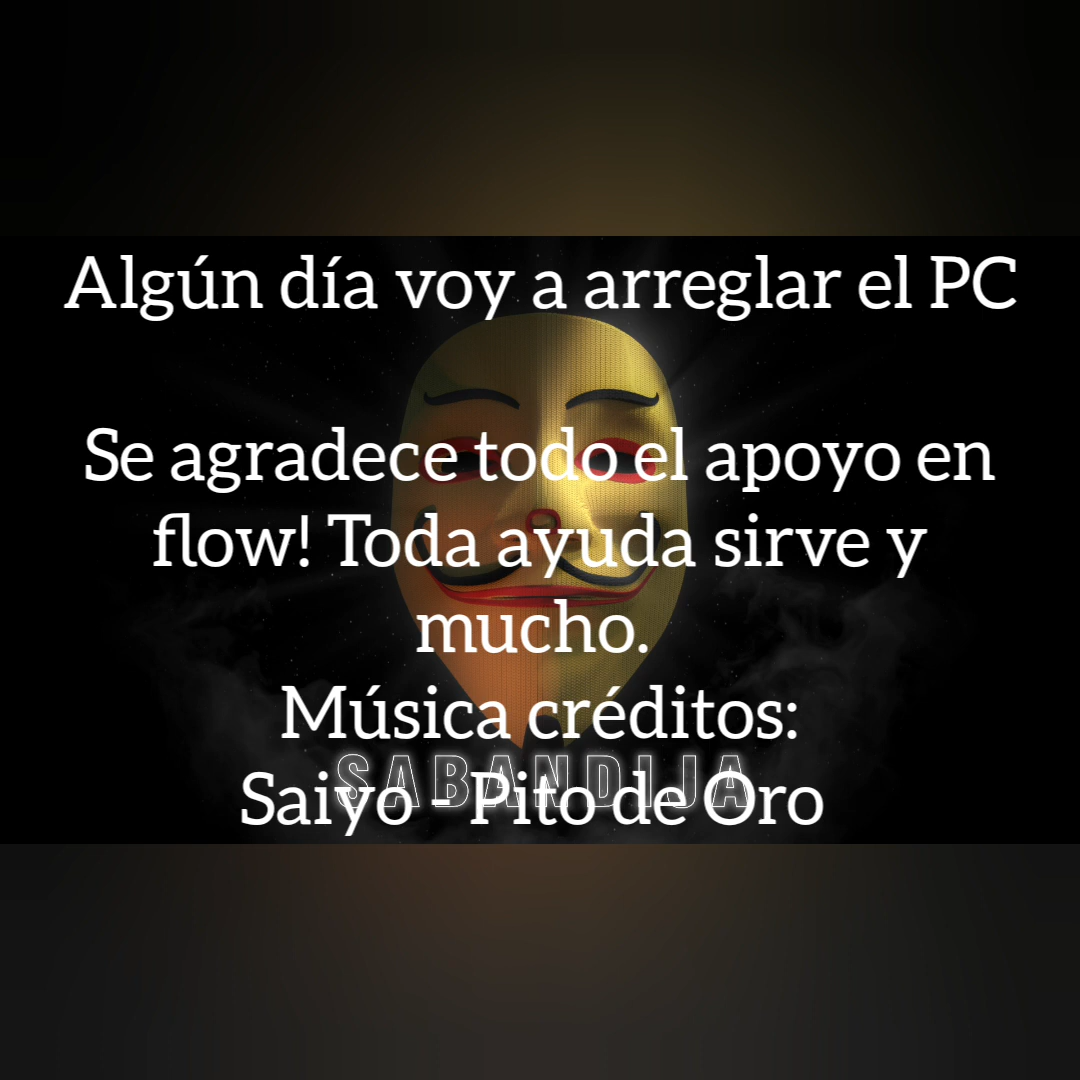 Algún día voy a arreglar el PC
Se agradece todo el apoyo en
flow! Toda ayuda sirve y
mucho.
Música créditos:
SABANDIJA
Saiyo - Pito de Oro